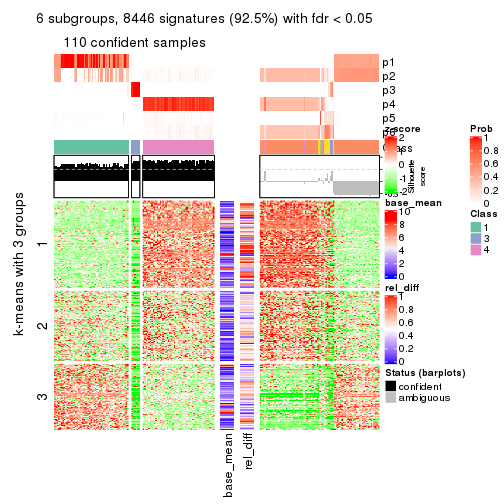 6 subgroups, 8446 signatures (92.5%) with fdr < 0.05
110 confident samples
p1
p2
p3
p4
p5
p6
Class
z-score
2
1
0
-1
-2
Silhouette
score
base_mean
10
8
6
4
2
0
rel_diff
1
0.8
0.6
0.4
0.2
0
Status (barplots)
confident
ambiguous
Prob
1
0.8
0.6
0.4
0.2
0
Class
1
3
4
k-means with 3 groups
1
2
3
base_mean
rel_diff